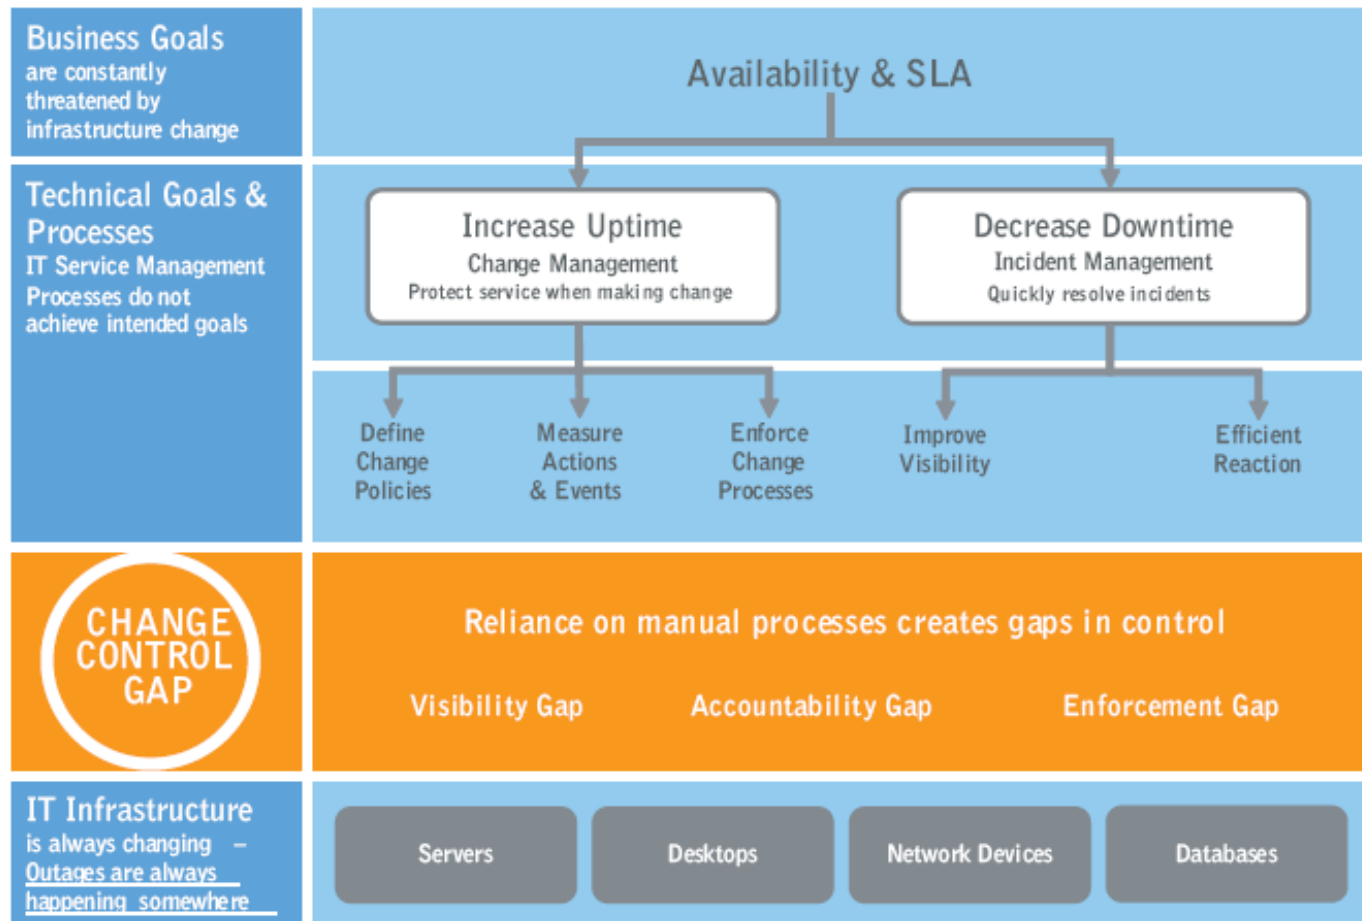 Business Goals
are constantly
threatened by
infrastructure change
Availability & SLA
Technical Goals &
Processes
IT Service Management
Processes do not
achieve intended goals
Increase Uptime
Change Management
Protect service when making change
Decrease Downtime
Incident Management
Quickly resolve incidents
Define
Change
Policies
Measure
Actions
& Events
Enforce
Change
Processes
Improve
Visibility
Efficient
Reaction
CHANGE
CONTROL
GAP
Reliance on manual processes creates gaps in control
Visibility Gap
Accountability Gap
Enforcement Gap
IT Infrastructure
is always changing –
Outages are always
happening somewhere
Servers
Desktops
Network Devices
Databases